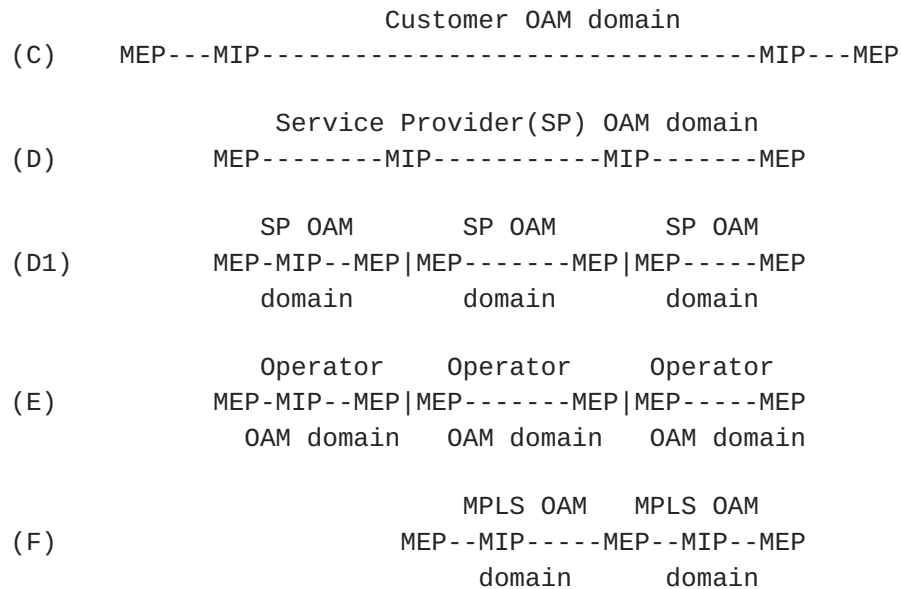 Customer OAM domain
(C)    MEP---MIP--------------------------------MIP---MEP

                 Service Provider(SP) OAM domain
(D)          MEP--------MIP-----------MIP-------MEP

                SP OAM       SP OAM       SP OAM
(D1)         MEP-MIP--MEP|MEP-------MEP|MEP-----MEP
                domain       domain       domain

                Operator    Operator     Operator
(E)          MEP-MIP--MEP|MEP-------MEP|MEP-----MEP
               OAM domain   OAM domain   OAM domain

                             MPLS OAM   MPLS OAM
(F)                      MEP--MIP-----MEP--MIP--MEP
                              domain      domain